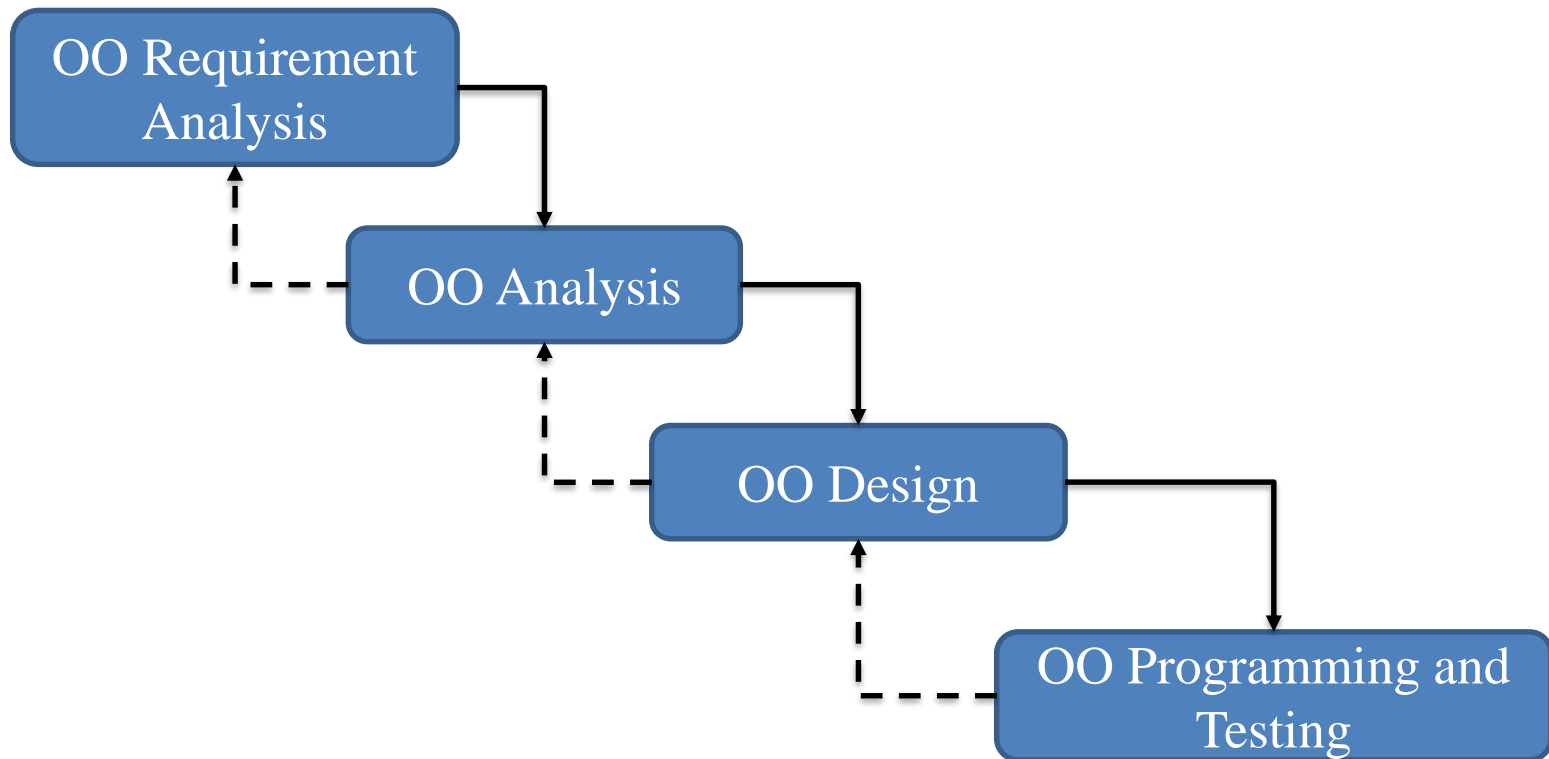 OO Requirement
Analysis
OO Analysis
OO Design
OO Programming and
Testing